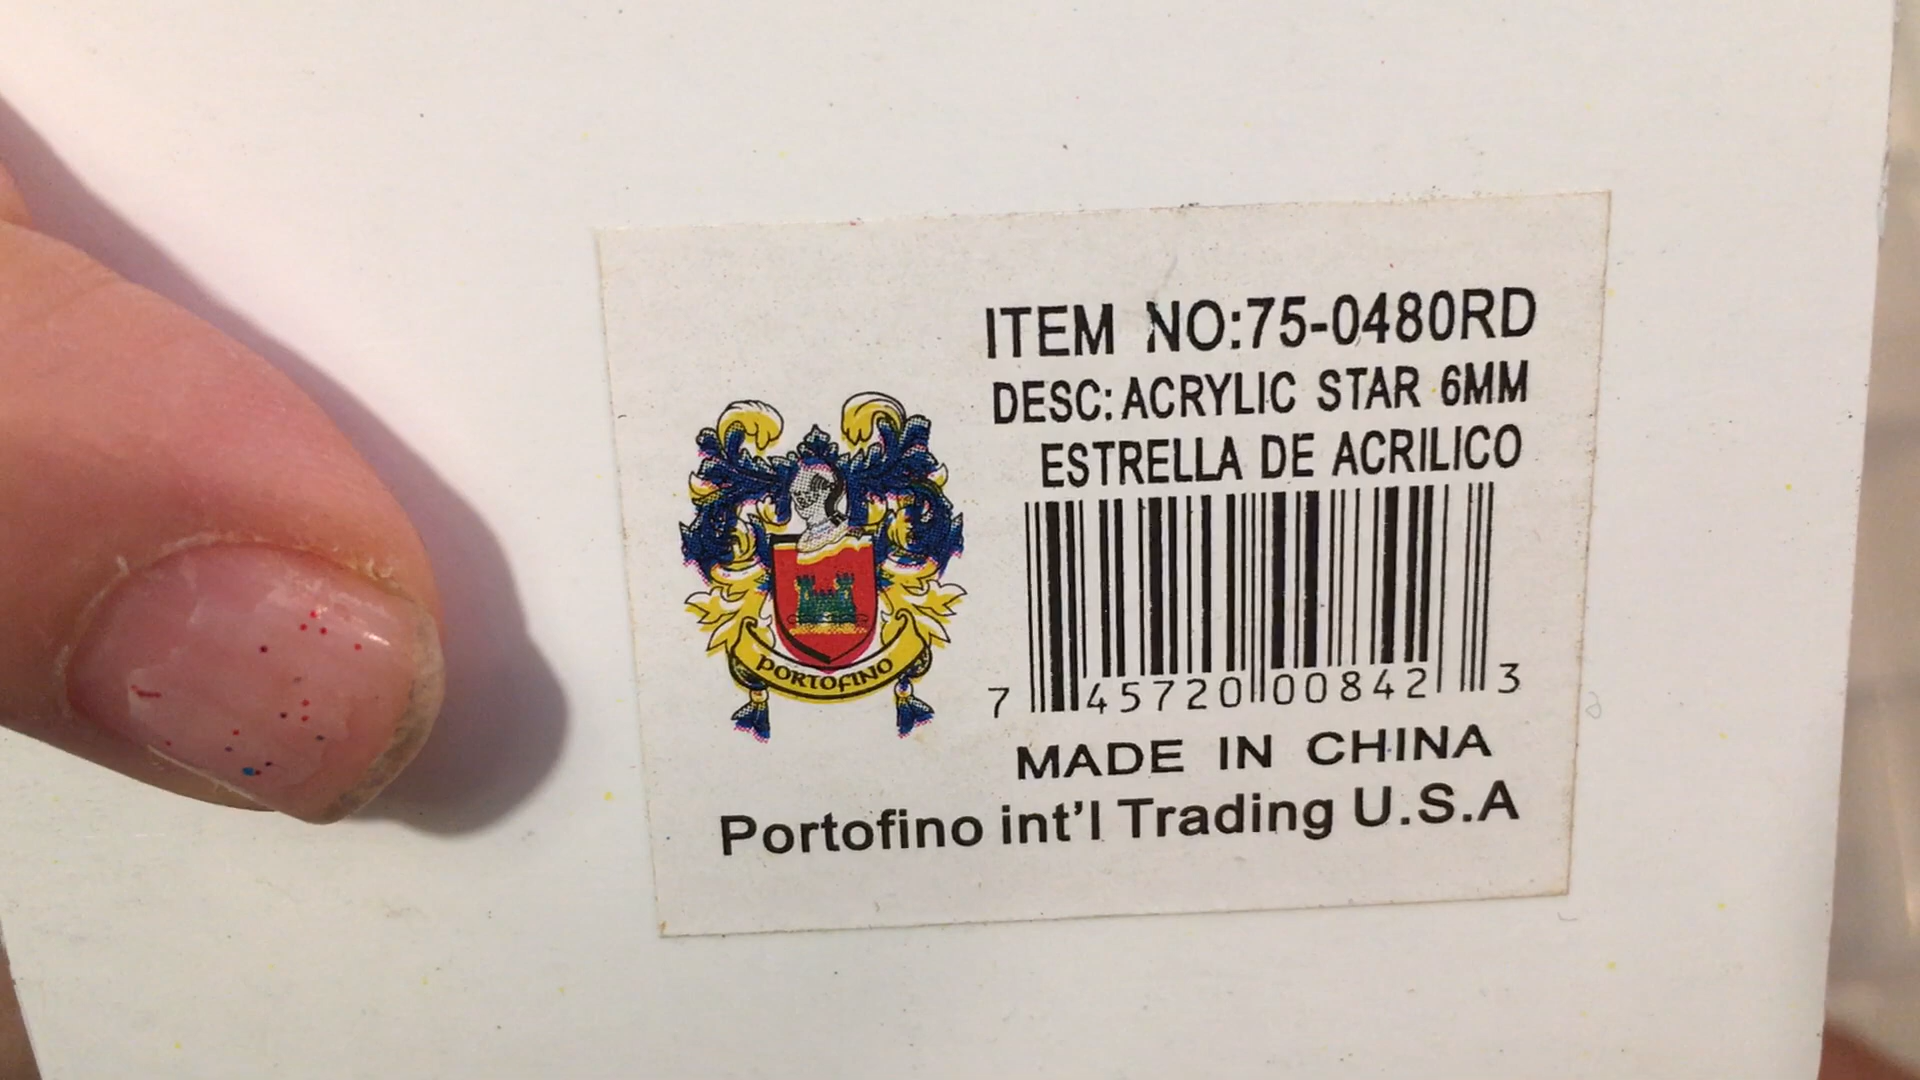 ITEM NO:75-0480RD
DESC: ACRYLIC STAR 6MM
ESTRELLA DE ACRILICO
PORTOFINO
7 45720 00842 3
MADE IN CHINA
Portofino int'l Trading U.S.A